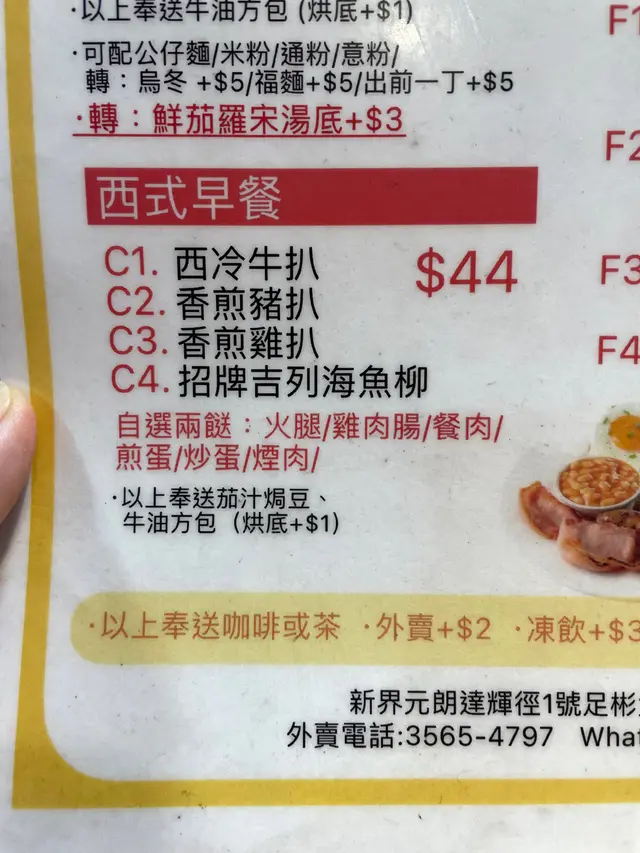 ·以上奉送牛油方包 (烘底+$1)
·可配公仔麵/米粉/通粉/意粉/
轉：烏冬 +$5/福麵+$5/出前一丁+$5
·轉：鮮茄羅宋湯底+$3
西式早餐
C1. 西冷牛扒 $44
C2. 香煎豬扒
C3. 香煎雞扒
C4. 招牌吉列海魚柳
自選兩餸：火腿/雞肉腸/餐肉/
煎蛋/炒蛋/煙肉/
·以上奉送茄汁焗豆、
牛油方包 (烘底+$1)
F1
F2
F3
F4
·以上奉送咖啡或茶 ·外賣+$2 ·凍飲+$3
新界元朗達輝徑1號足彬
外賣電話:3565-4797 What